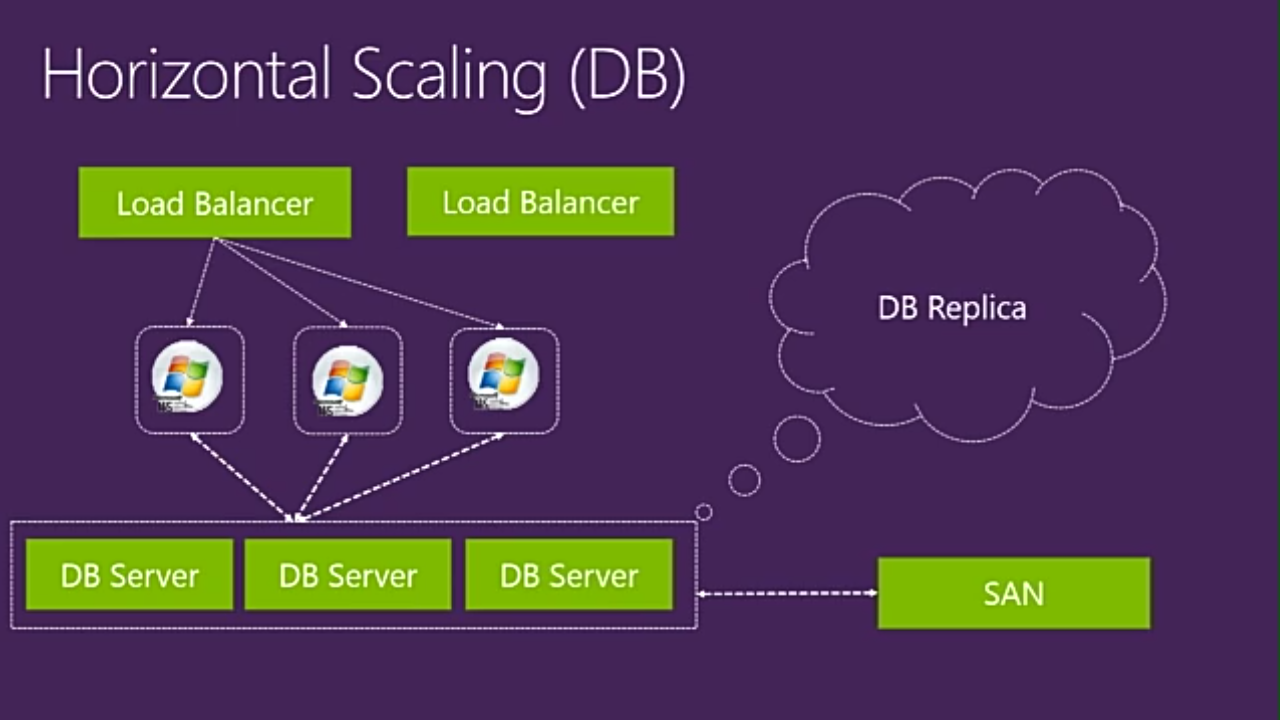 Horizontal Scaling (DB)
Load Balancer
Load Balancer
DB Replica
DB Server
DB Server
DB Server
SAN